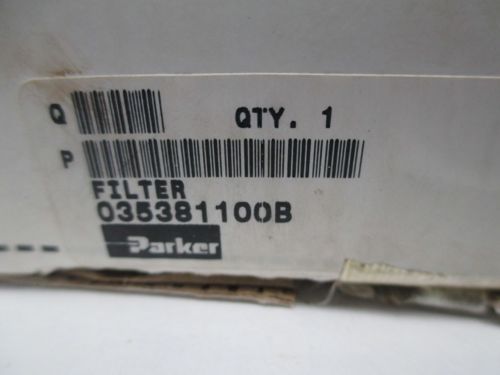 Q QTY. 1
P
FILTER
035381100B
Parker